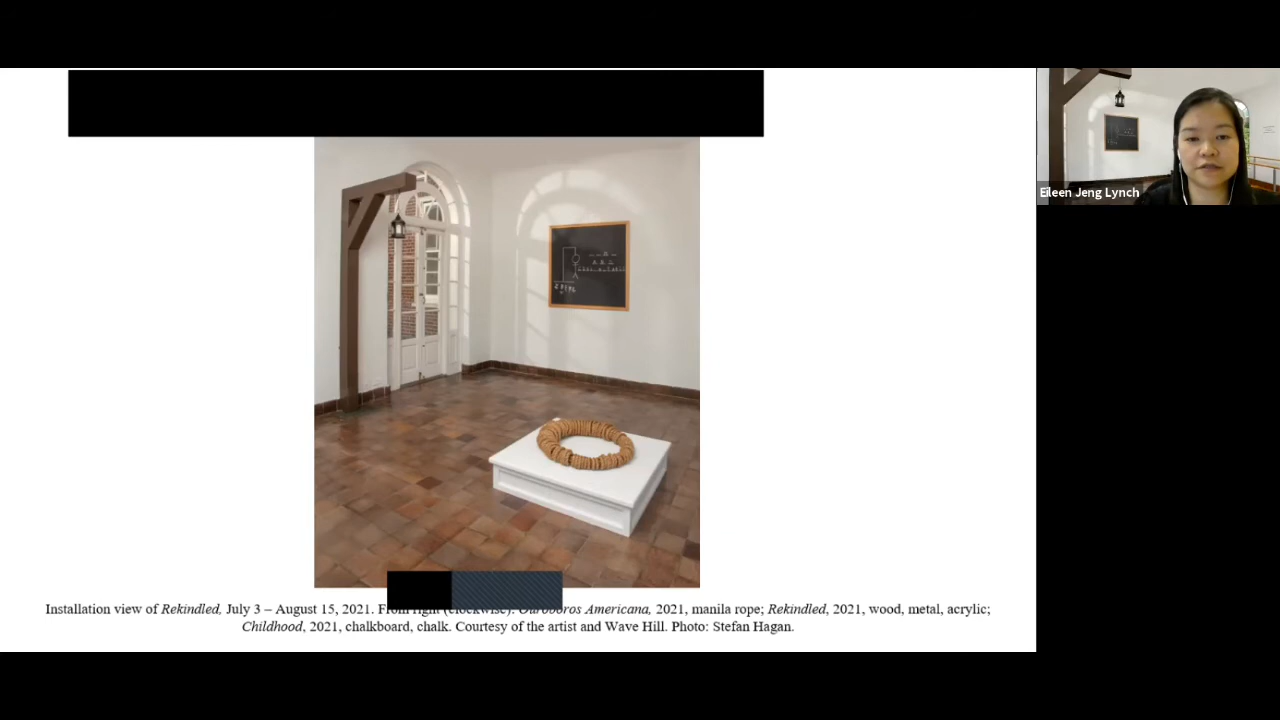 Eileen Jeng Lynch
Installation view of Rekindled, July 3 – August 15, 2021. From right (clockwise): Ouroboros Americana, 2021, manila rope; Rekindled, 2021, wood, metal, acrylic;
Childhood, 2021, chalkboard, chalk. Courtesy of the artist and Wave Hill. Photo: Stefan Hagan.